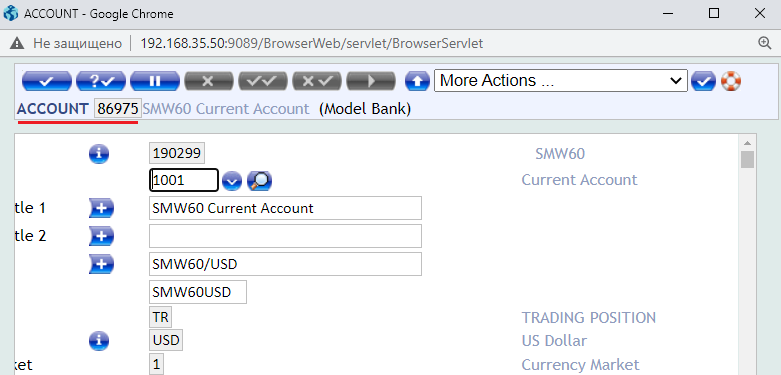 ACCOUNT - Google Chrome
Не защищено 192.168.35.50:9089/BrowserWeb/servlet/BrowserServlet
More Actions ...
ACCOUNT 86975 SMW60 Current Account (Model Bank)
190299 SMW60
1001 Current Account
tle 1 SMW60 Current Account
tle 2
SMW60/USD
SMW60USD
TR TRADING POSITION
USD US Dollar
ket 1 Currency Market